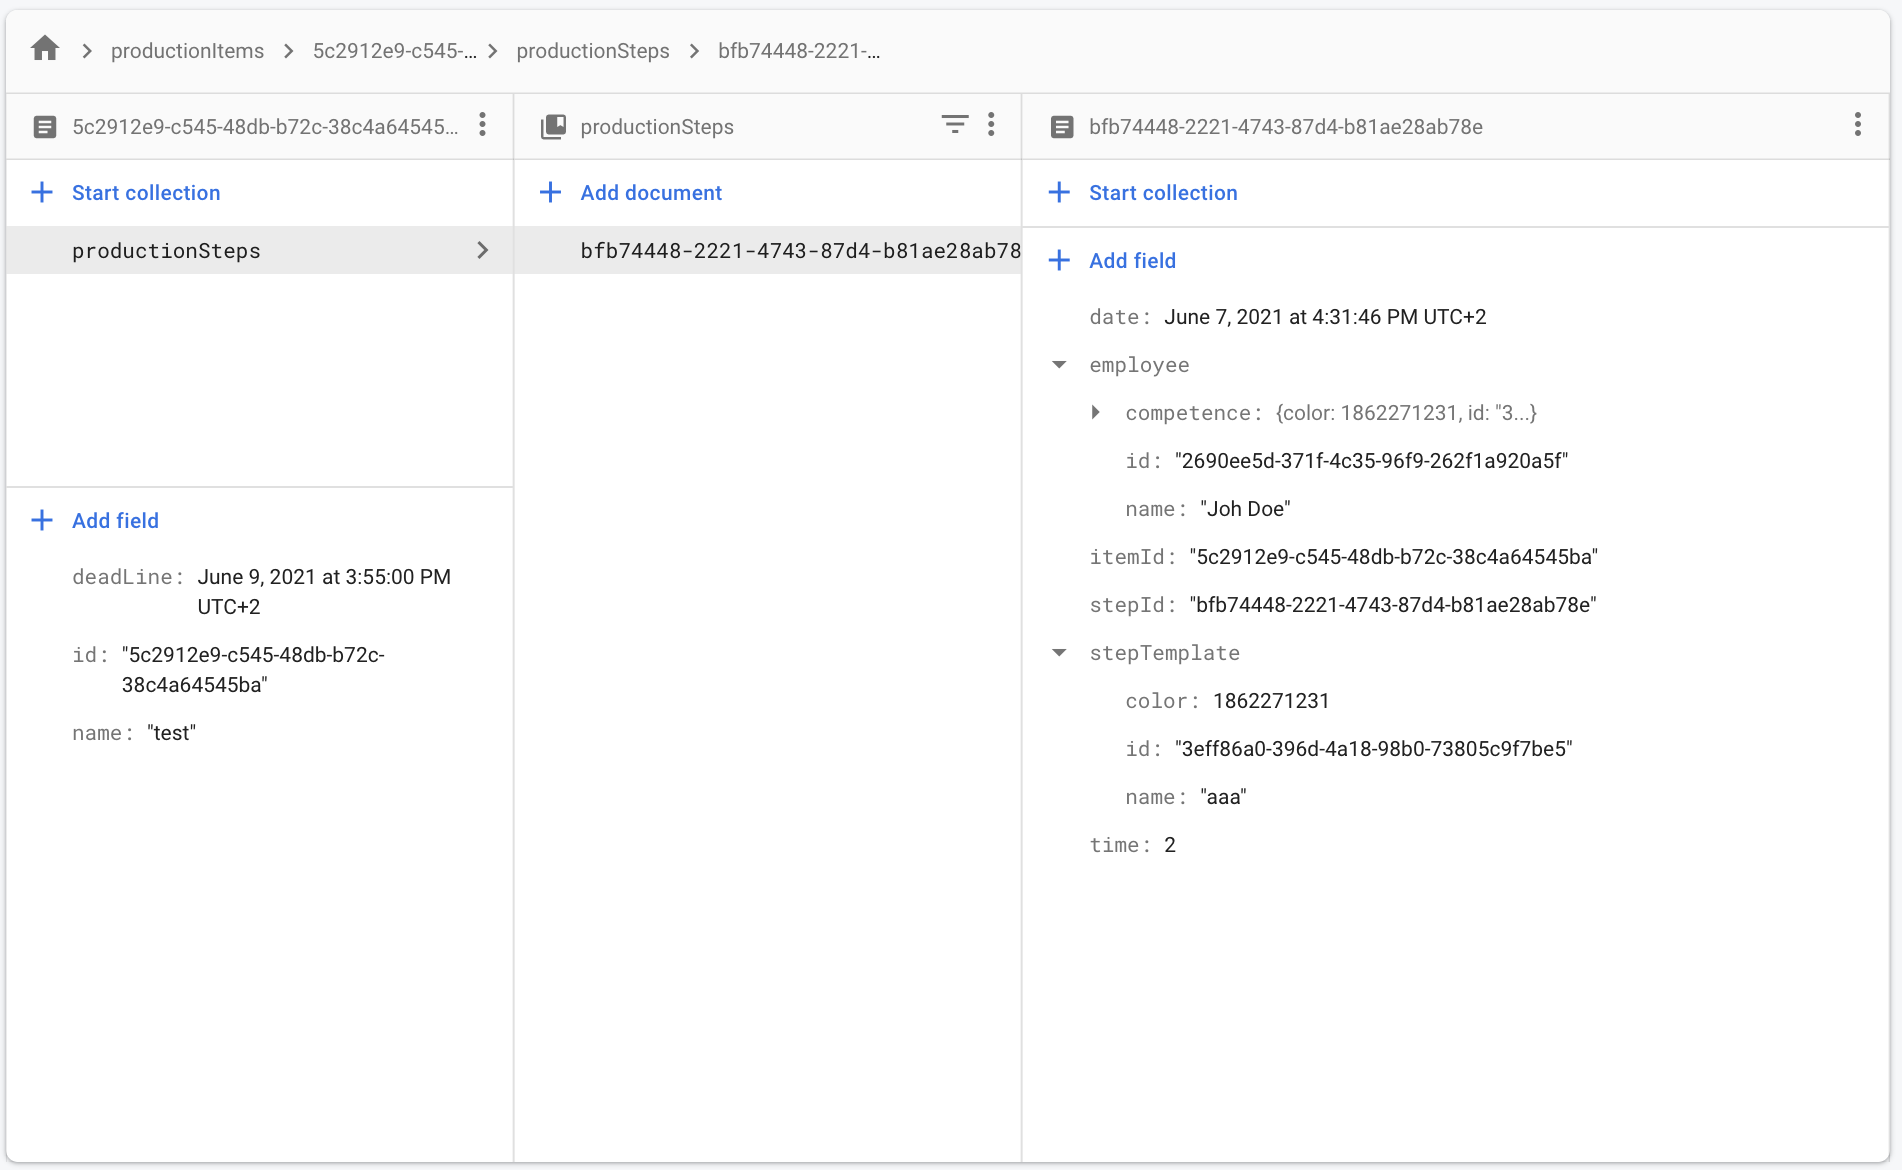 productionItems > 5c2912e9-c545-... > productionSteps > bfb74448-2221-...
5c2912e9-c545-48db-b72c-38c4a64545...
Start collection
productionSteps
Add field
deadLine: June 9, 2021 at 3:55:00 PM
UTC+2
id: "5c2912e9-c545-48db-b72c-
38c4a64545ba"
name: "test"
productionSteps
Add document
bfb74448-2221-4743-87d4-b81ae28ab78
bfb74448-2221-4743-87d4-b81ae28ab78e
Start collection
Add field
date: June 7, 2021 at 4:31:46 PM UTC+2
employee
competence: {color: 1862271231, id: "3...}
id: "2690ee5d-371f-4c35-96f9-262f1a920a5f"
name: "Joh Doe"
itemId: "5c2912e9-c545-48db-b72c-38c4a64545ba"
stepId: "bfb74448-2221-4743-87d4-b81ae28ab78e"
stepTemplate
color: 1862271231
id: "3eff86a0-396d-4a18-98b0-73805c9f7be5"
name: "aaa"
time: 2